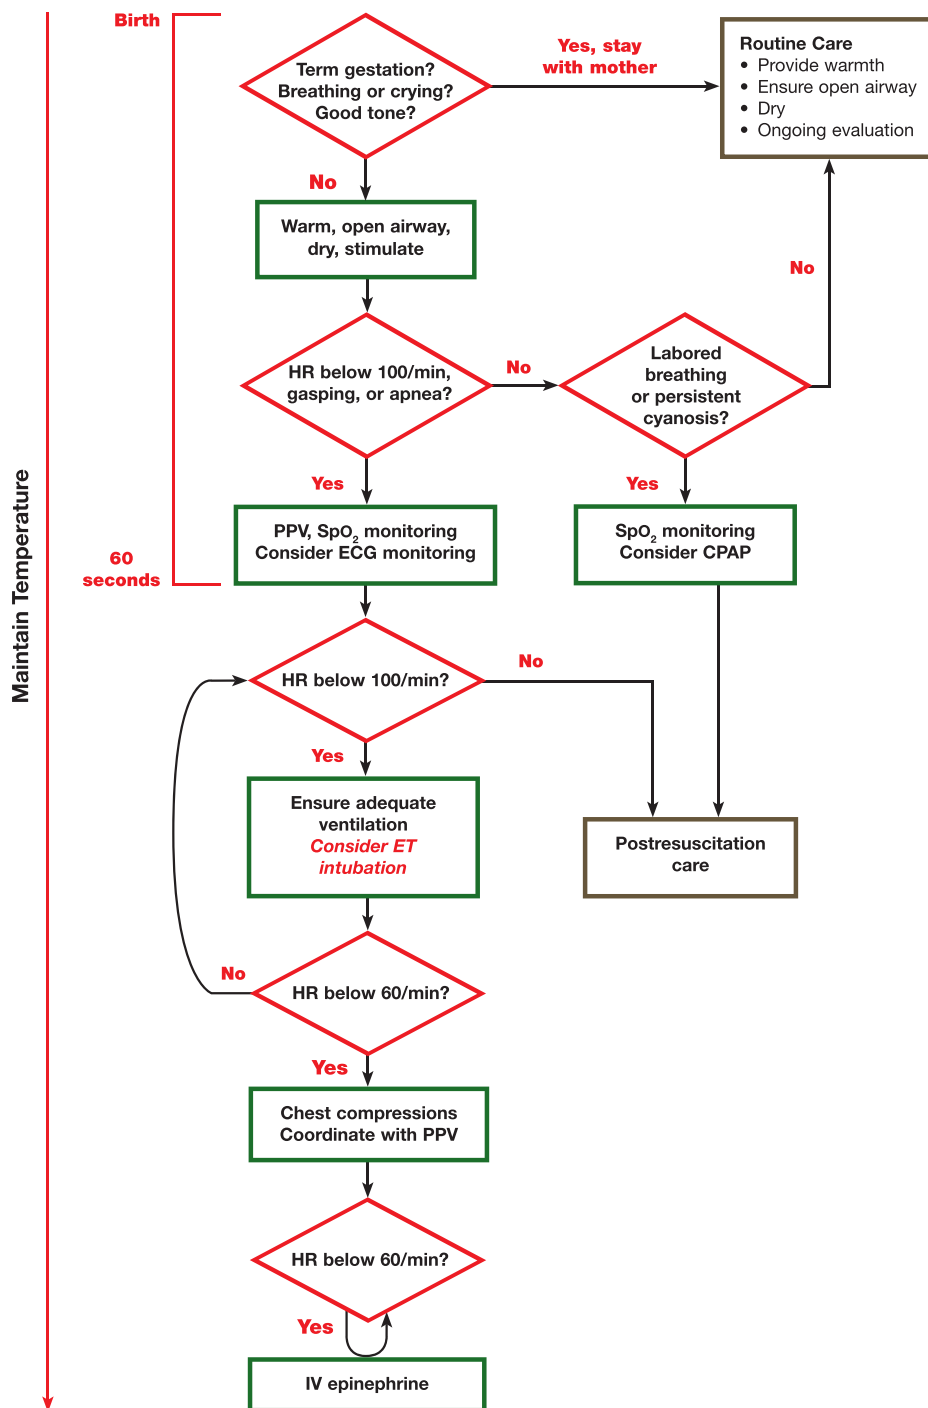 Birth
Term gestation?
Breathing or crying?
Good tone?
Yes, stay
with mother
Routine Care
• Provide warmth
• Ensure open airway
• Dry
• Ongoing evaluation
No
Warm, open airway,
dry, stimulate
No
HR below 100/min,
gasping, or apnea?
No
Labored
breathing
or persistent
cyanosis?
Yes
Yes
PPV, SpO₂ monitoring
Consider ECG monitoring
SpO₂ monitoring
Consider CPAP
60
seconds
Maintain Temperature
HR below 100/min?
No
Yes
Ensure adequate
ventilation
Consider ET
intubation
Postresuscitation
care
No
HR below 60/min?
Yes
Chest compressions
Coordinate with PPV
HR below 60/min?
Yes
IV epinephrine